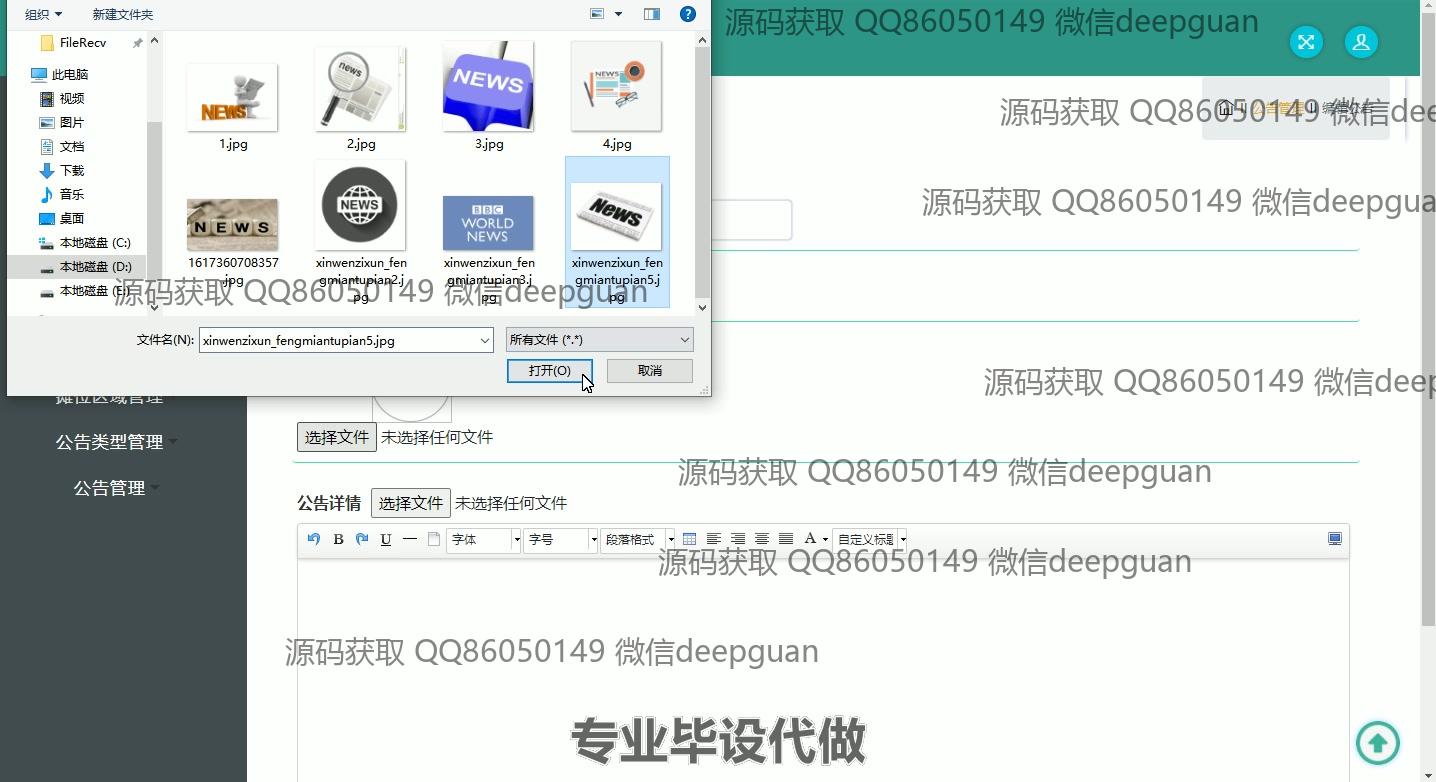 组织 新建文件夹
源码获取 QQ86050149 微信deepguan
FileRecv
此电脑
视频
图片
文档
下载
音乐
桌面
本地磁盘 (C:)
本地磁盘 (D:)
本地磁盘 (E:)
NEWS
news
NEWS
NEWS
1.jpg 2.jpg 3.jpg 4.jpg
NEWS
NEWS
BBC
WORLD
NEWS
News
1617360708357.jpg
xinwenzixun_fengmiantupian2.jpg
xinwenzixun_fengmiantupian3.jpg
xinwenzixun_fengmiantupian5.jpg
源码获取 QQ86050149 微信deepguan
文件名(N): xinwenzixun_fengmiantupian5.jpg 所有文件 (*.*)
打开(O) 取消
源码获取 QQ86050149 微信dee
公告管理
源码获取 QQ86050149 微信deepgua
源码获取 QQ86050149 微信deep
摊位区域管理
公告类型管理
公告管理
选择文件 未选择任何文件
源码获取 QQ86050149 微信deepguan
公告详情 选择文件 未选择任何文件
B U 字体 字号 段落格式 A 自定义标题
源码获取 QQ86050149 微信deepguan
源码获取 QQ86050149 微信deepguan
专业毕设代做